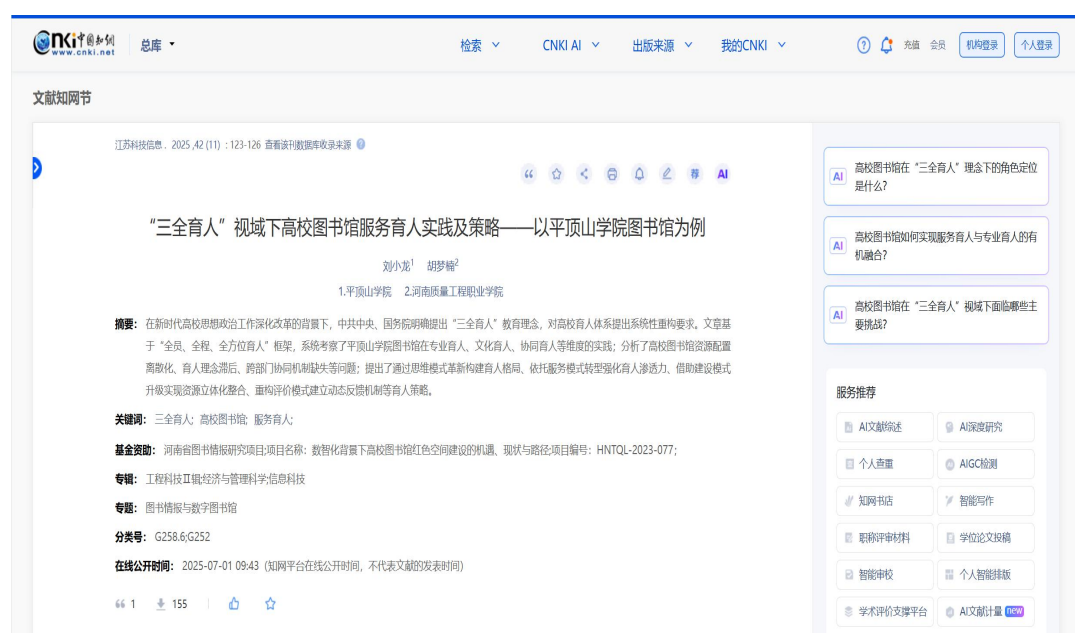 CNKI中国知网
www.cnki.net
总库
检索
CNKI AI
出版来源
我的CNKI
充值
会员
机构登录
个人登录
文献知网节
江苏科技信息 . 2025 ,42 (11) : 123-126 查看该刊数据库收录来源
荐
AI
“三全育人”视域下高校图书馆服务育人实践及策略——以平顶山学院图书馆为例
刘小龙1 胡梦楠2
1.平顶山学院 2.河南质量工程职业学院
摘要： 在新时代高校思想政治工作深化改革的背景下，中共中央、国务院明确提出“三全育人”教育理念，对高校育人体系提出系统性重构要求。文章基
于“全员、全程、全方位育人”框架，系统考察了平顶山学院图书馆在专业育人、文化育人、协同育人等维度的实践；分析了高校图书馆资源配置
离散化、育人理念滞后、跨部门协同机制缺失等问题；提出了通过思维模式革新构建育人格局、依托服务模式转型强化育人渗透力、借助建设模式
升级实现资源立体化整合、重构评价模式建立动态反馈机制等育人策略。
关键词： 三全育人; 高校图书馆; 服务育人;
基金资助： 河南省图书情报研究项目;项目名称：数智化背景下高校图书馆红色空间建设的机遇、现状与路径;项目编号：HNTQL-2023-077;
专辑： 工程科技Ⅱ辑;经济与管理科学;信息科技
专题： 图书情报与数字图书馆
分类号： G258.6;G252
在线公开时间： 2025-07-01 09:43（知网平台在线公开时间，不代表文献的发表时间）
1
155
AI 高校图书馆在“三全育人”理念下的角色定位
是什么?
AI 高校图书馆如何实现服务育人与专业育人的有
机融合?
AI 高校图书馆在“三全育人”视域下面临哪些主
要挑战?
服务推荐
AI文献综述
AI深度研究
个人查重
AIGC检测
知网书店
智能写作
职称评审材料
学位论文投稿
智能审校
个人智能排版
学术评价支撑平台
AI文献计量 new